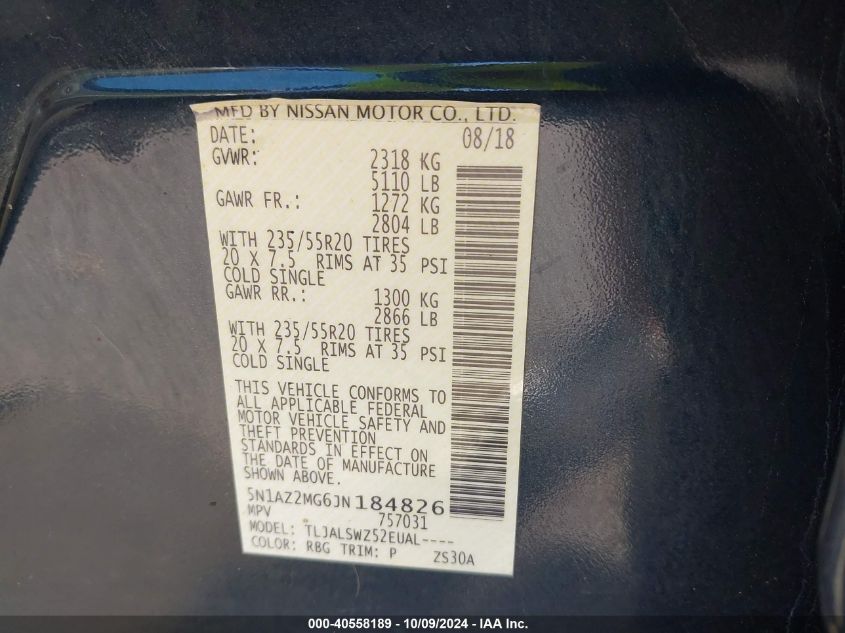 MFD BY NISSAN MOTOR CO., LTD.
DATE: 08/18
GVWR: 2318 KG
5110 LB
GAWR FR.: 1272 KG
2804 LB
WITH 235/55R20 TIRES
20 X 7.5 RIMS AT 35 PSI
COLD SINGLE
GAWR RR.: 1300 KG
2866 LB
WITH 235/55R20 TIRES
20 X 7.5 RIMS AT 35 PSI
COLD SINGLE
THIS VEHICLE CONFORMS TO
ALL APPLICABLE FEDERAL
MOTOR VEHICLE SAFETY AND
THEFT PREVENTION
STANDARDS IN EFFECT ON
THE DATE OF MANUFACTURE
SHOWN ABOVE.
5N1AZ2MG6JN184826
MPV 757031
MODEL: TLJALSWZ52EUAL----
COLOR: RBG TRIM: P ZS30A
000-40558189 - 10/09/2024 - IAA Inc.